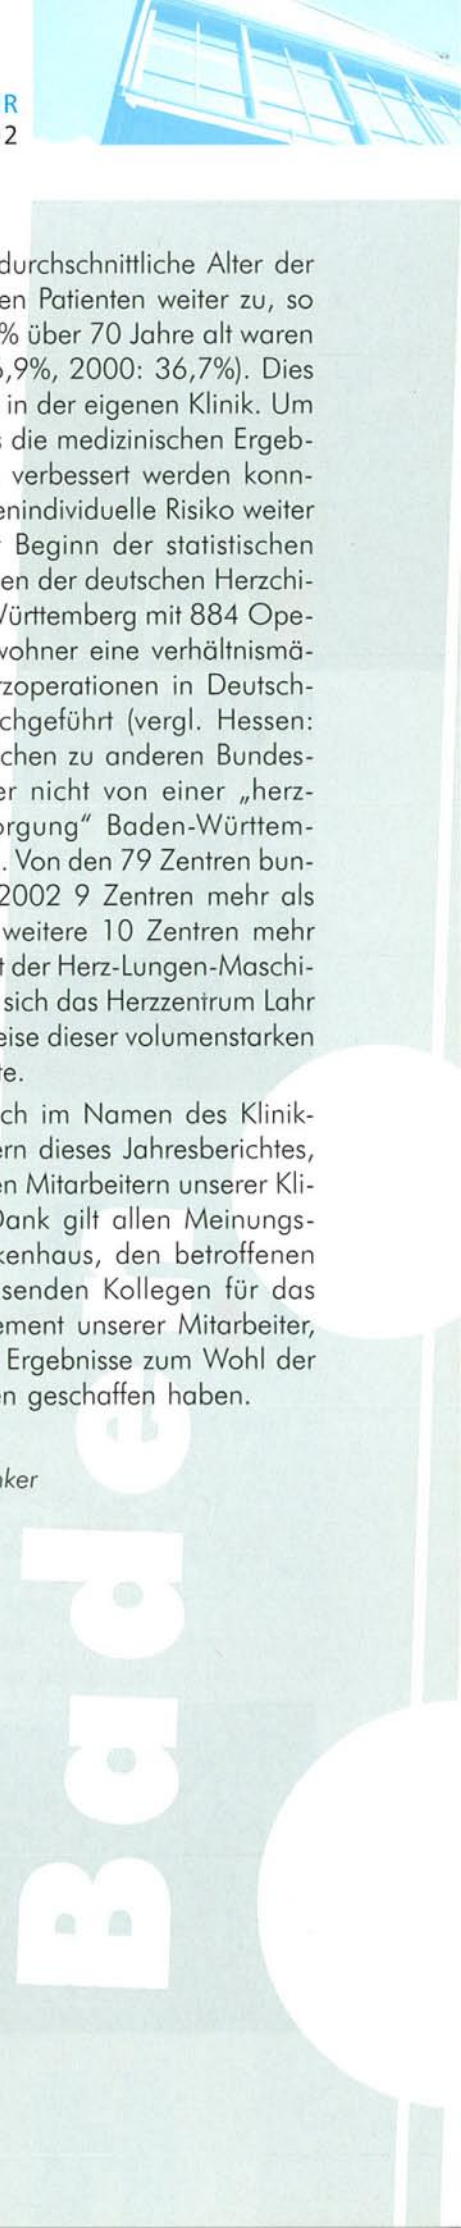 R
2
durchschnittliche Alter der
en Patienten weiter zu, so
% über 70 Jahre alt waren
,9%, 2000: 36,7%). Dies
in der eigenen Klinik. Um
s die medizinischen Ergeb-
verbessert werden konn-
enindividuelle Risiko weiter
Beginn der statistischen
en der deutschen Herzchi-
Württemberg mit 884 Ope-
wohner eine verhältnismä-
rzoperationen in Deutsch-
chgeführt (vergl. Hessen:
chen zu anderen Bundes-
er nicht von einer „herz-
orgung“ Baden-Württem-
. Von den 79 Zentren bun-
2002 9 Zentren mehr als
weitere 10 Zentren mehr
t der Herz-Lungen-Maschi-
sich das Herzzentrum Lahr
eise dieser volumenstarken
te.
ch im Namen des Klinik-
ern dieses Jahresberichtes,
en Mitarbeitern unserer Kli-
Dank gilt allen Meinungs-
kenhaus, den betroffenen
senden Kollegen für das
ement unserer Mitarbeiter,
Ergebnisse zum Wohl der
en geschaffen haben.
ker
Baden